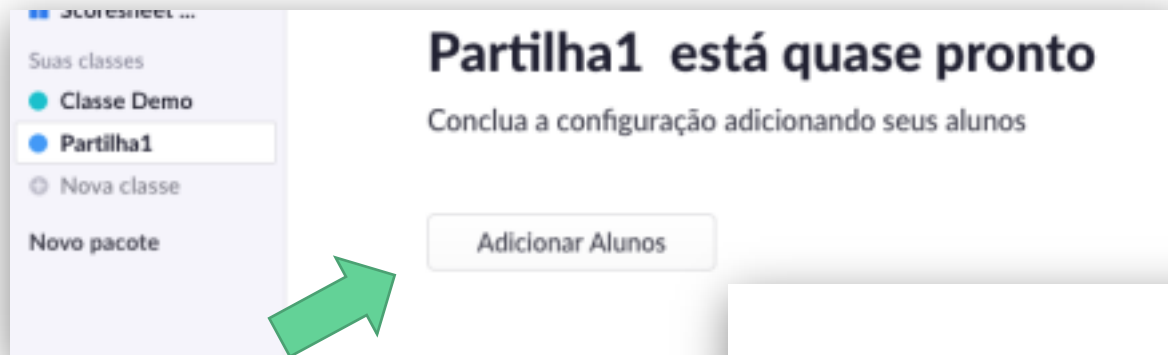 Scoresheet ...
Suas classes
Classe Demo
Partilha1
Nova classe
Novo pacote
Partilha1 está quase pronto
Conclua a configuração adicionando seus alunos
Adicionar Alunos